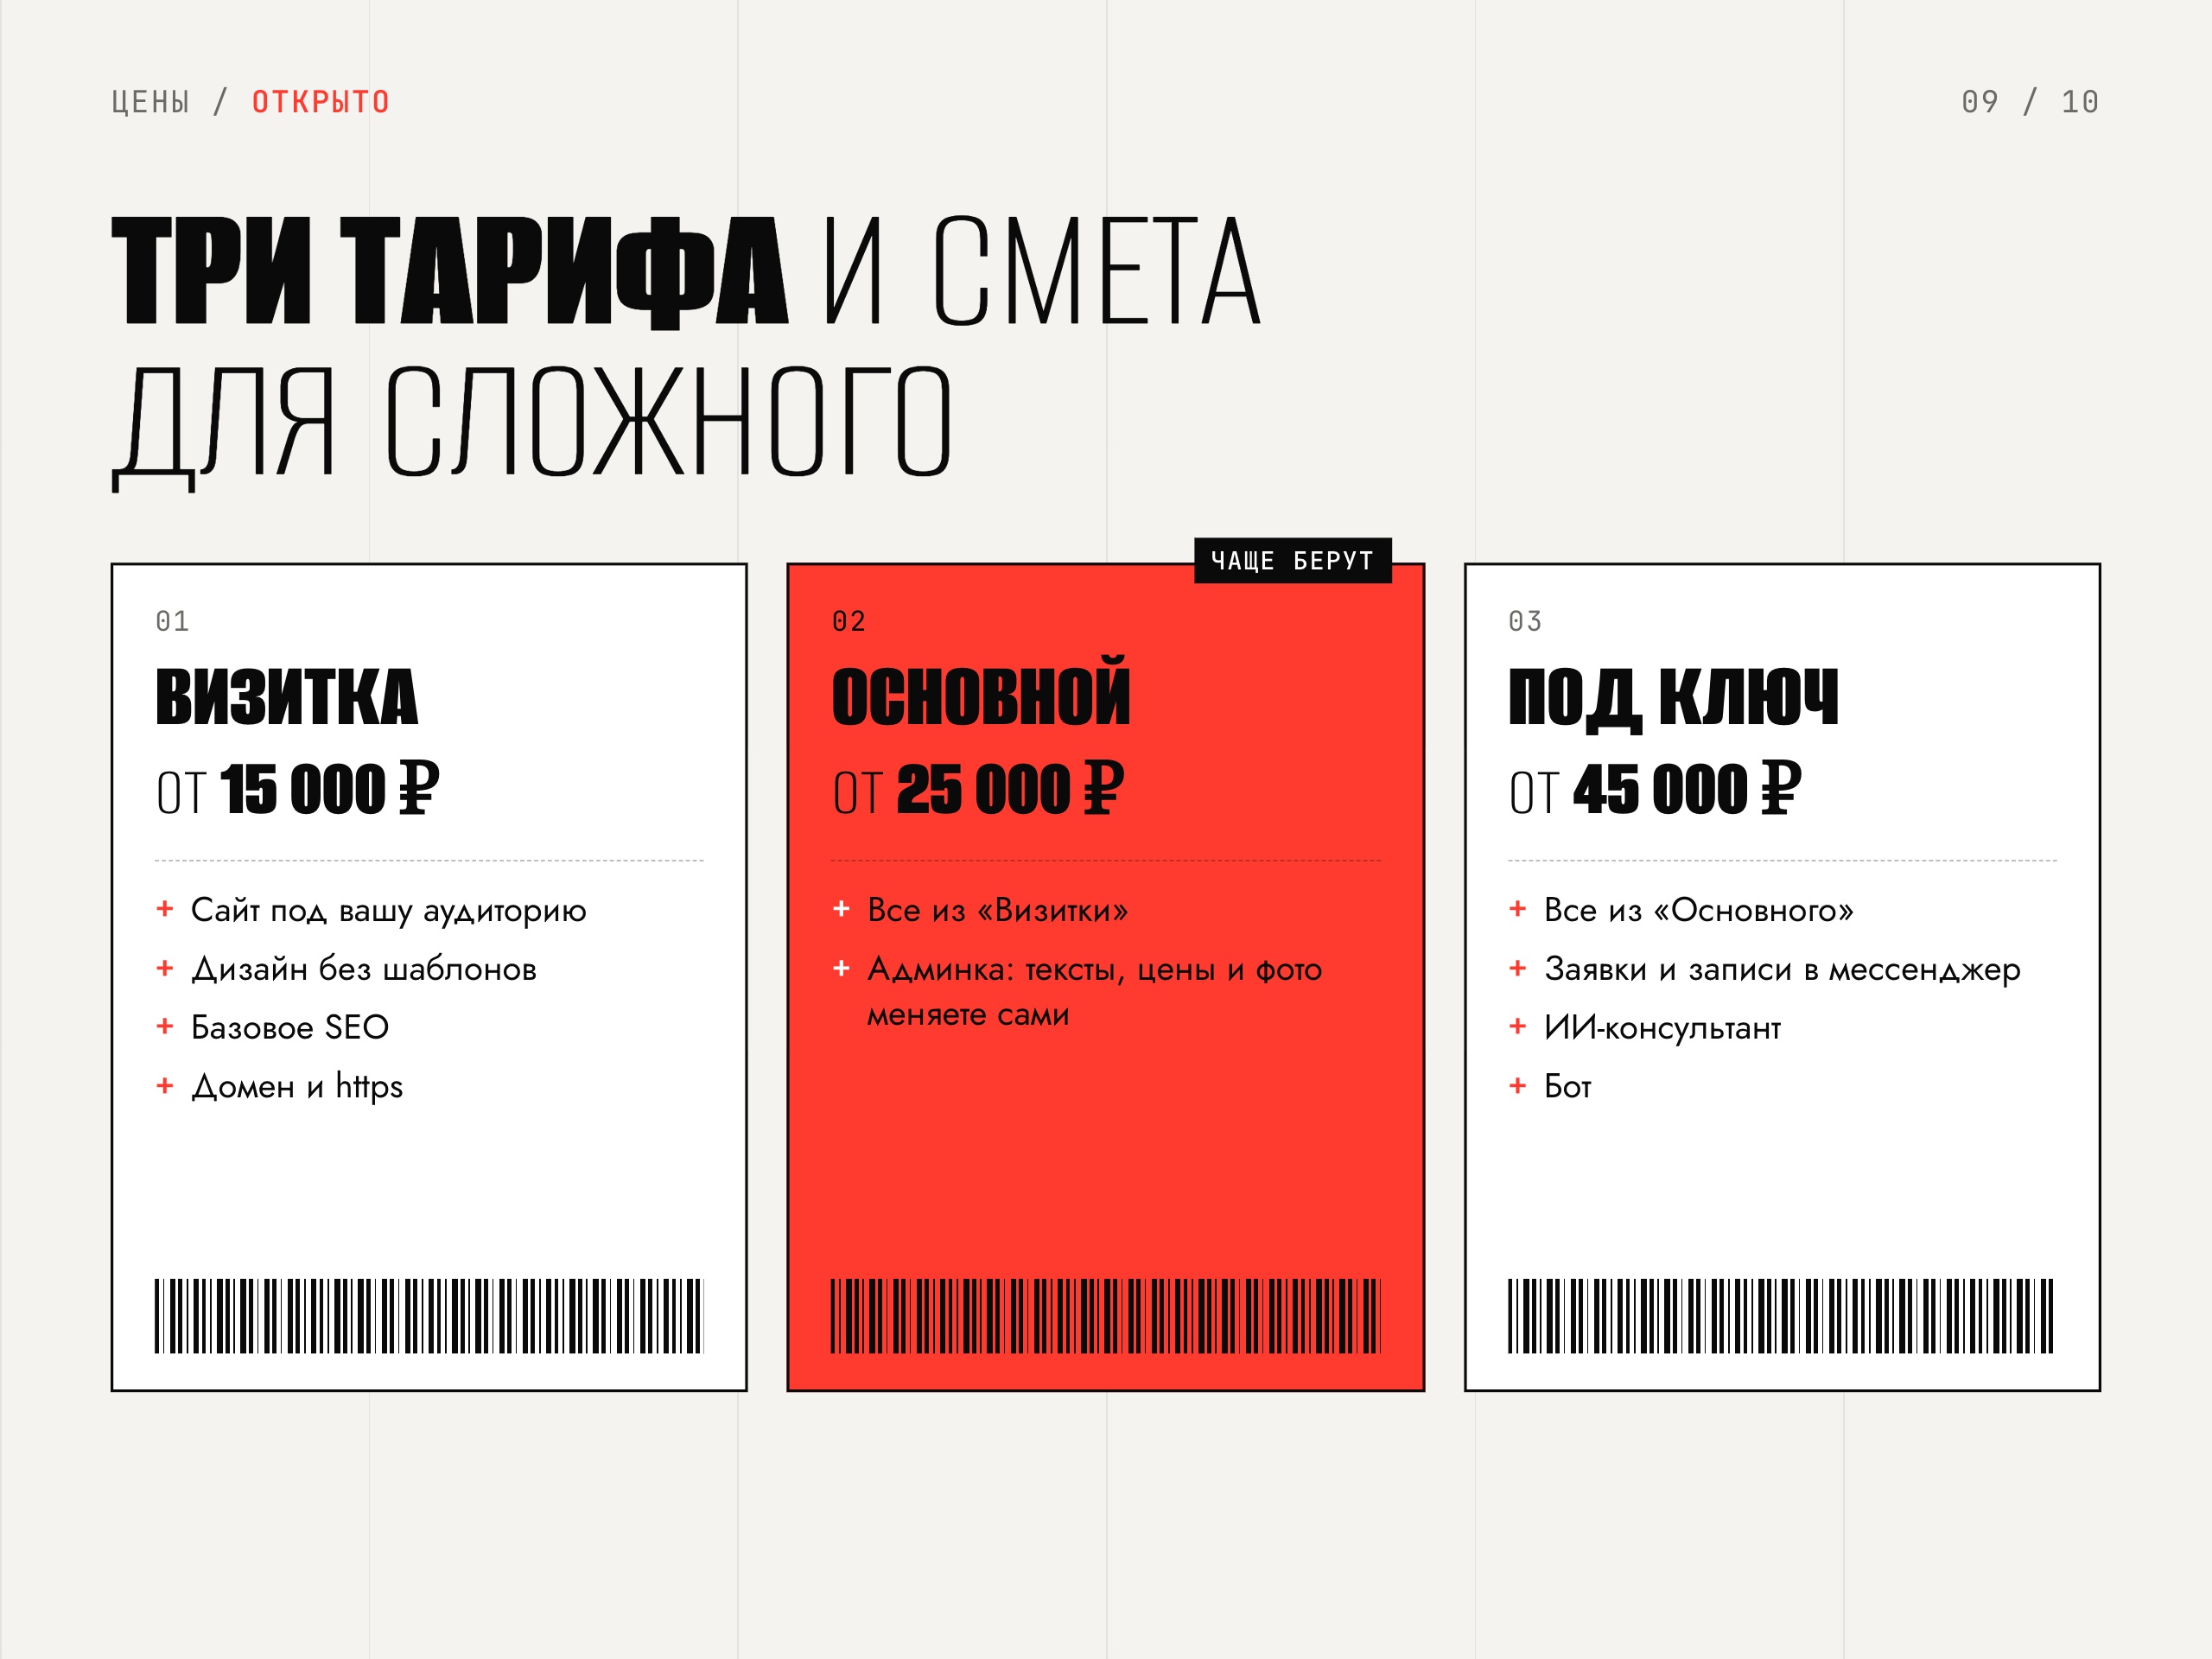 ЦЕНЫ / ОТКРЫТО
09 / 10
ТРИ ТАРИФА И СМЕТА
ДЛЯ СЛОЖНОГО
01
ВИЗИТКА
ОТ 15 000 ₽
+ Сайт под вашу аудиторию
+ Дизайн без шаблонов
+ Базовое SEO
+ Домен и https
ЧАЩЕ БЕРУТ
02
ОСНОВНОЙ
ОТ 25 000 ₽
+ Все из «Визитки»
+ Админка: тексты, цены и фото
меняете сами
03
ПОД КЛЮЧ
ОТ 45 000 ₽
+ Все из «Основного»
+ Заявки и записи в мессенджер
+ ИИ-консультант
+ Бот